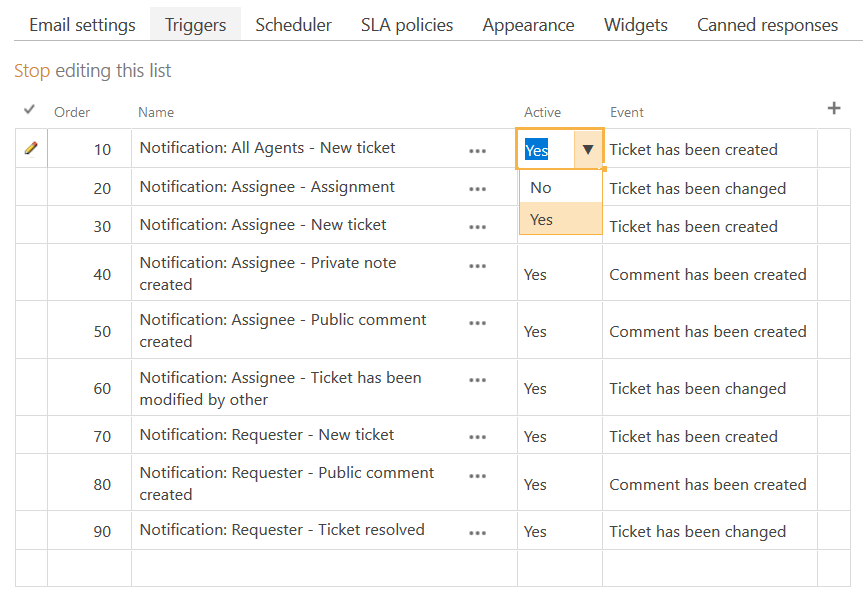 Email settings Triggers Scheduler SLA policies Appearance Widgets Canned responses
Stop editing this list
Order Name Active Event
10 Notification: All Agents - New ticket Yes Ticket has been created
20 Notification: Assignee - Assignment No Ticket has been changed
30 Notification: Assignee - New ticket Yes Ticket has been created
40 Notification: Assignee - Private note
created Yes Comment has been created
50 Notification: Assignee - Public comment
created Yes Comment has been created
60 Notification: Assignee - Ticket has been
modified by other Yes Ticket has been changed
70 Notification: Requester - New ticket Yes Ticket has been created
80 Notification: Requester - Public comment
created Yes Comment has been created
90 Notification: Requester - Ticket resolved Yes Ticket has been changed